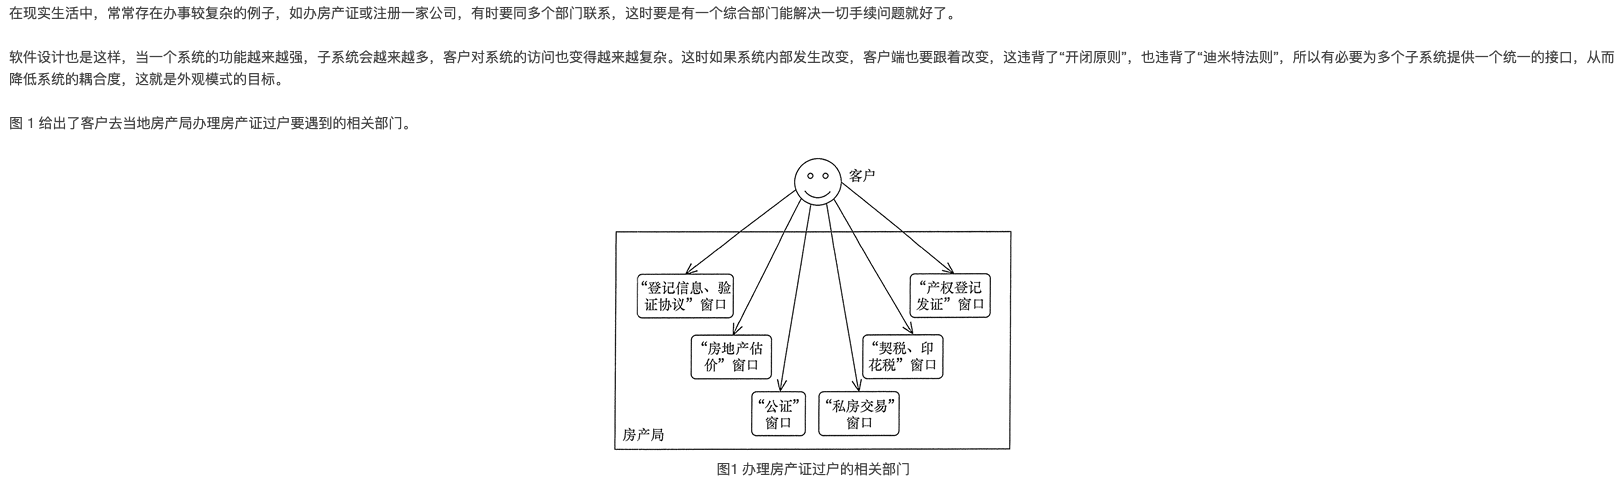 在现实生活中，常常存在办事较复杂的例子，如办房产证或注册一家公司，有时要同多个部门联系，这时要是有一个综合部门能解决一切手续问题就好了。
软件设计也是这样，当一个系统的功能越来越强，子系统会越来越多，客户对系统的访问也变得越来越复杂。这时如果系统内部发生改变，客户端也要跟着改变，这违背了“开闭原则”，也违背了“迪米特法则”，所以有必要为多个子系统提供一个统一的接口，从而
降低系统的耦合度，这就是外观模式的目标。
图 1 给出了客户去当地房产局办理房产证过户要遇到的相关部门。
客户
“登记信息、验
证协议”窗口
“产权登记
发证”窗口
“房地产估
价”窗口
“契税、印
花税”窗口
“公证”
窗口
“私房交易”
窗口
房产局
图1 办理房产证过户的相关部门